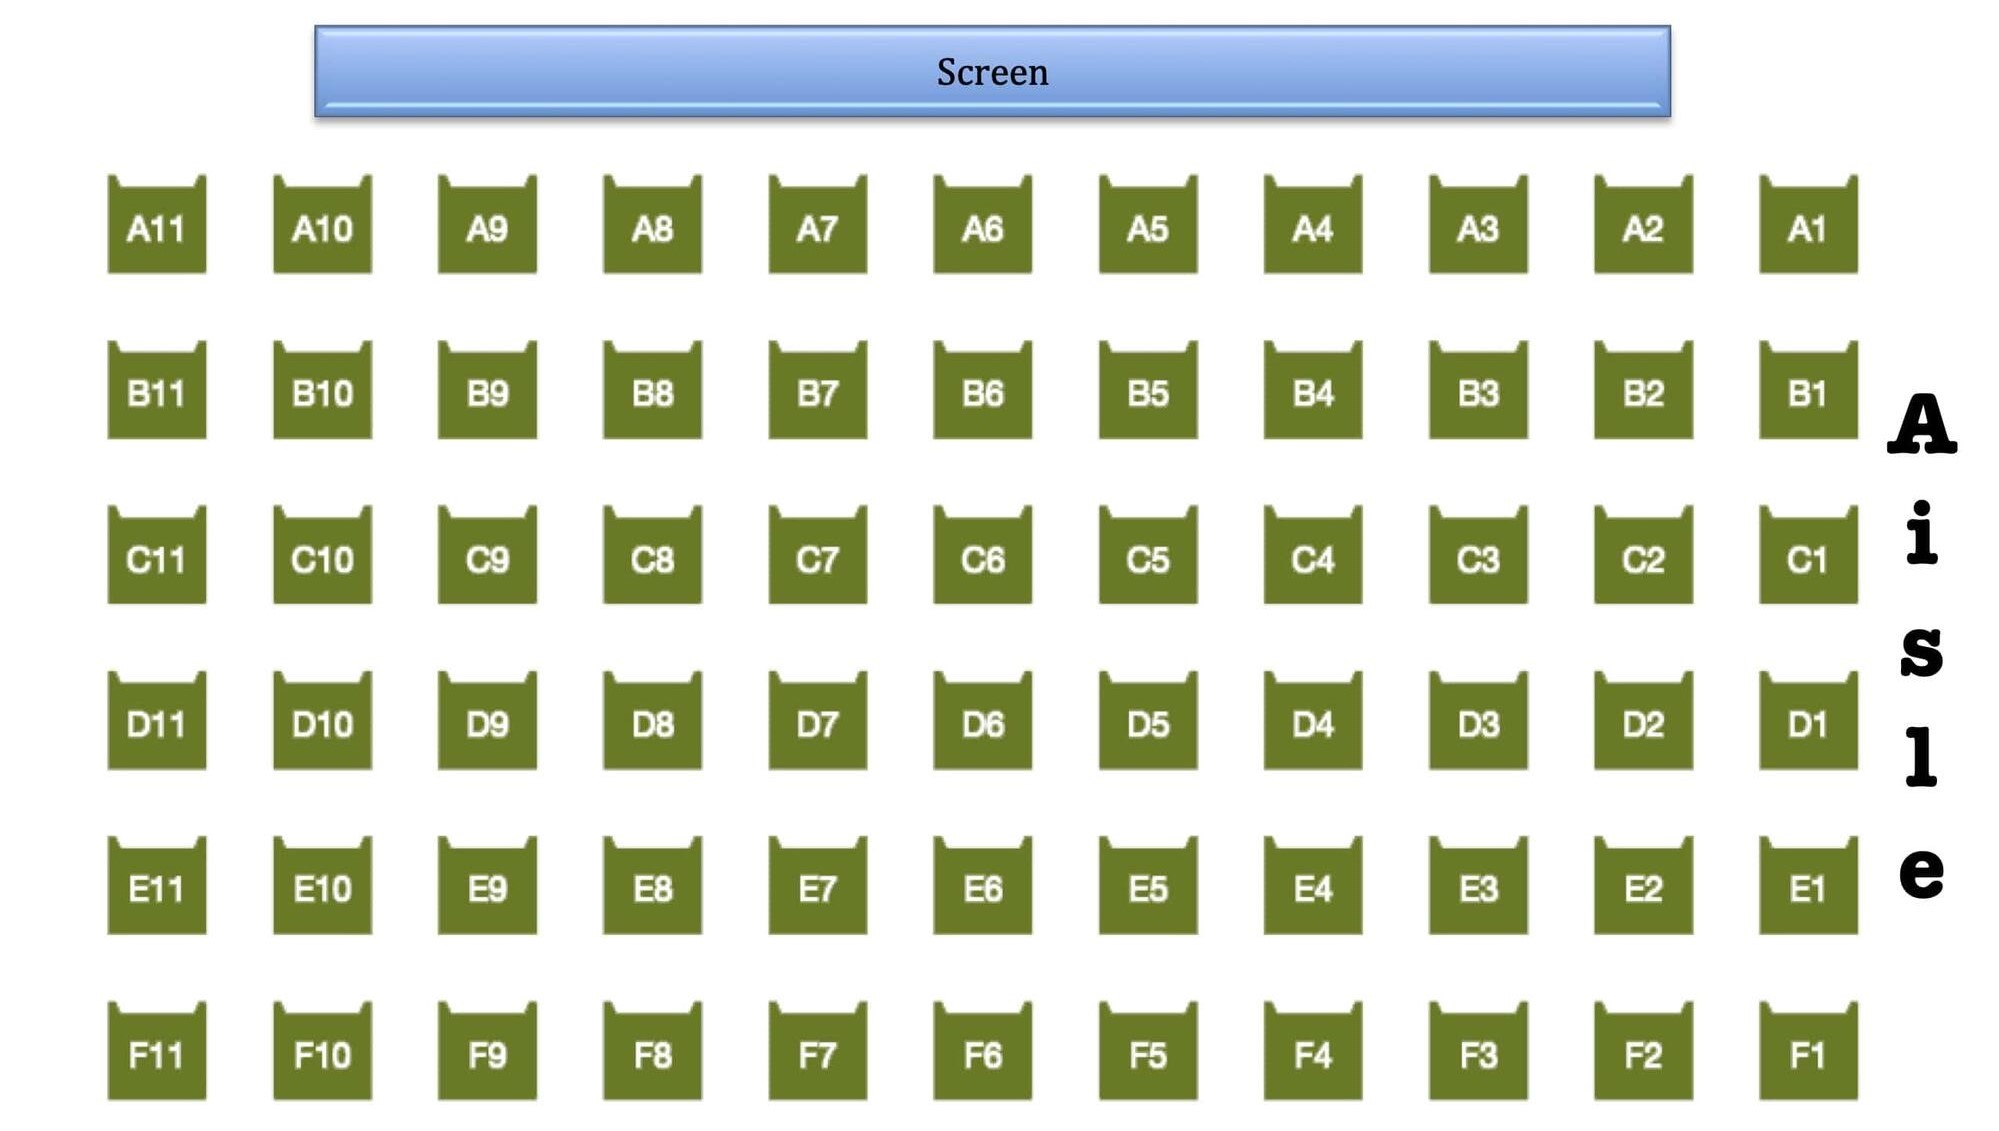 Screen
A11 A10 A9 A8 A7 A6 A5 A4 A3 A2 A1
B11 B10 B9 B8 B7 B6 B5 B4 B3 B2 B1
C11 C10 C9 C8 C7 C6 C5 C4 C3 C2 C1
D11 D10 D9 D8 D7 D6 D5 D4 D3 D2 D1
E11 E10 E9 E8 E7 E6 E5 E4 E3 E2 E1
F11 F10 F9 F8 F7 F6 F5 F4 F3 F2 F1
Aisle